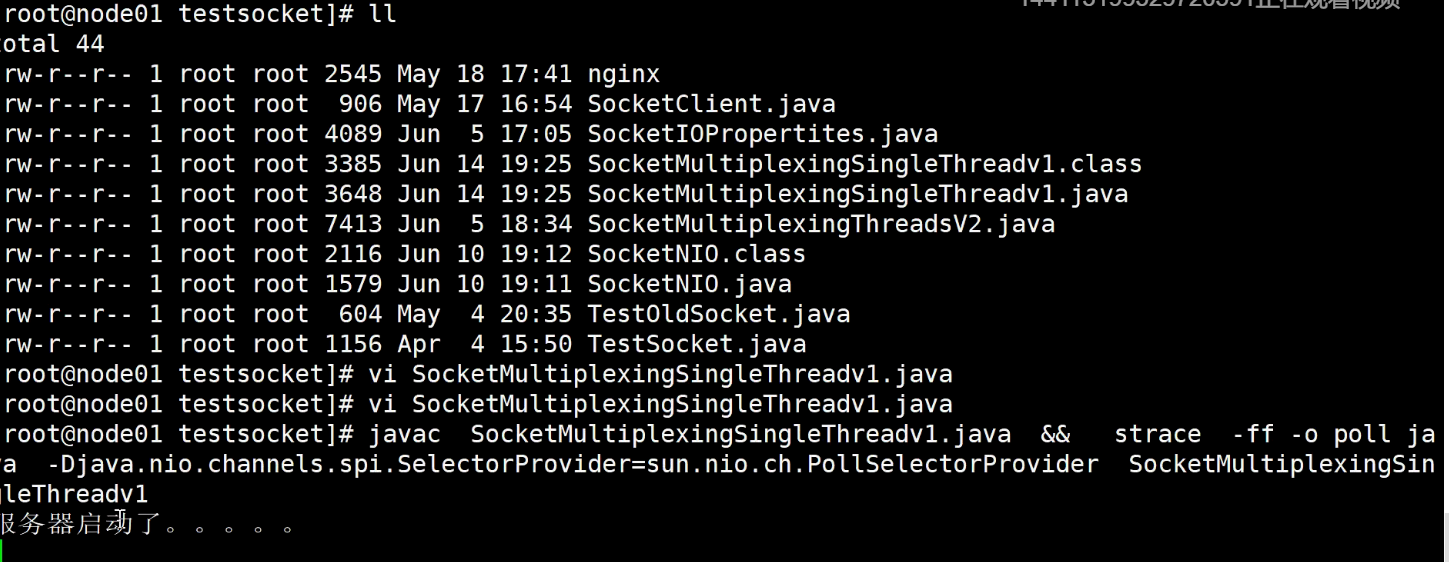 root@node01 testsocket]# ll
正在观看视频
otal 44
rw-r--r-- 1 root root 2545 May 18 17:41 nginx
rw-r--r-- 1 root root  906 May 17 16:54 SocketClient.java
rw-r--r-- 1 root root 4089 Jun  5 17:05 SocketIOPropertites.java
rw-r--r-- 1 root root 3385 Jun 14 19:25 SocketMultiplexingSingleThreadv1.class
rw-r--r-- 1 root root 3648 Jun 14 19:25 SocketMultiplexingSingleThreadv1.java
rw-r--r-- 1 root root 7413 Jun  5 18:34 SocketMultiplexingThreadsV2.java
rw-r--r-- 1 root root 2116 Jun 10 19:12 SocketNIO.class
rw-r--r-- 1 root root 1579 Jun 10 19:11 SocketNIO.java
rw-r--r-- 1 root root  604 May  4 20:35 TestOldSocket.java
rw-r--r-- 1 root root 1156 Apr  4 15:50 TestSocket.java
root@node01 testsocket]# vi SocketMultiplexingSingleThreadv1.java
root@node01 testsocket]# vi SocketMultiplexingSingleThreadv1.java
root@node01 testsocket]# javac  SocketMultiplexingSingleThreadv1.java  &&   strace  -ff -o poll ja
va  -Djava.nio.channels.spi.SelectorProvider=sun.nio.ch.PollSelectorProvider  SocketMultiplexingSin
gleThreadv1
服务器启动了。。。。。